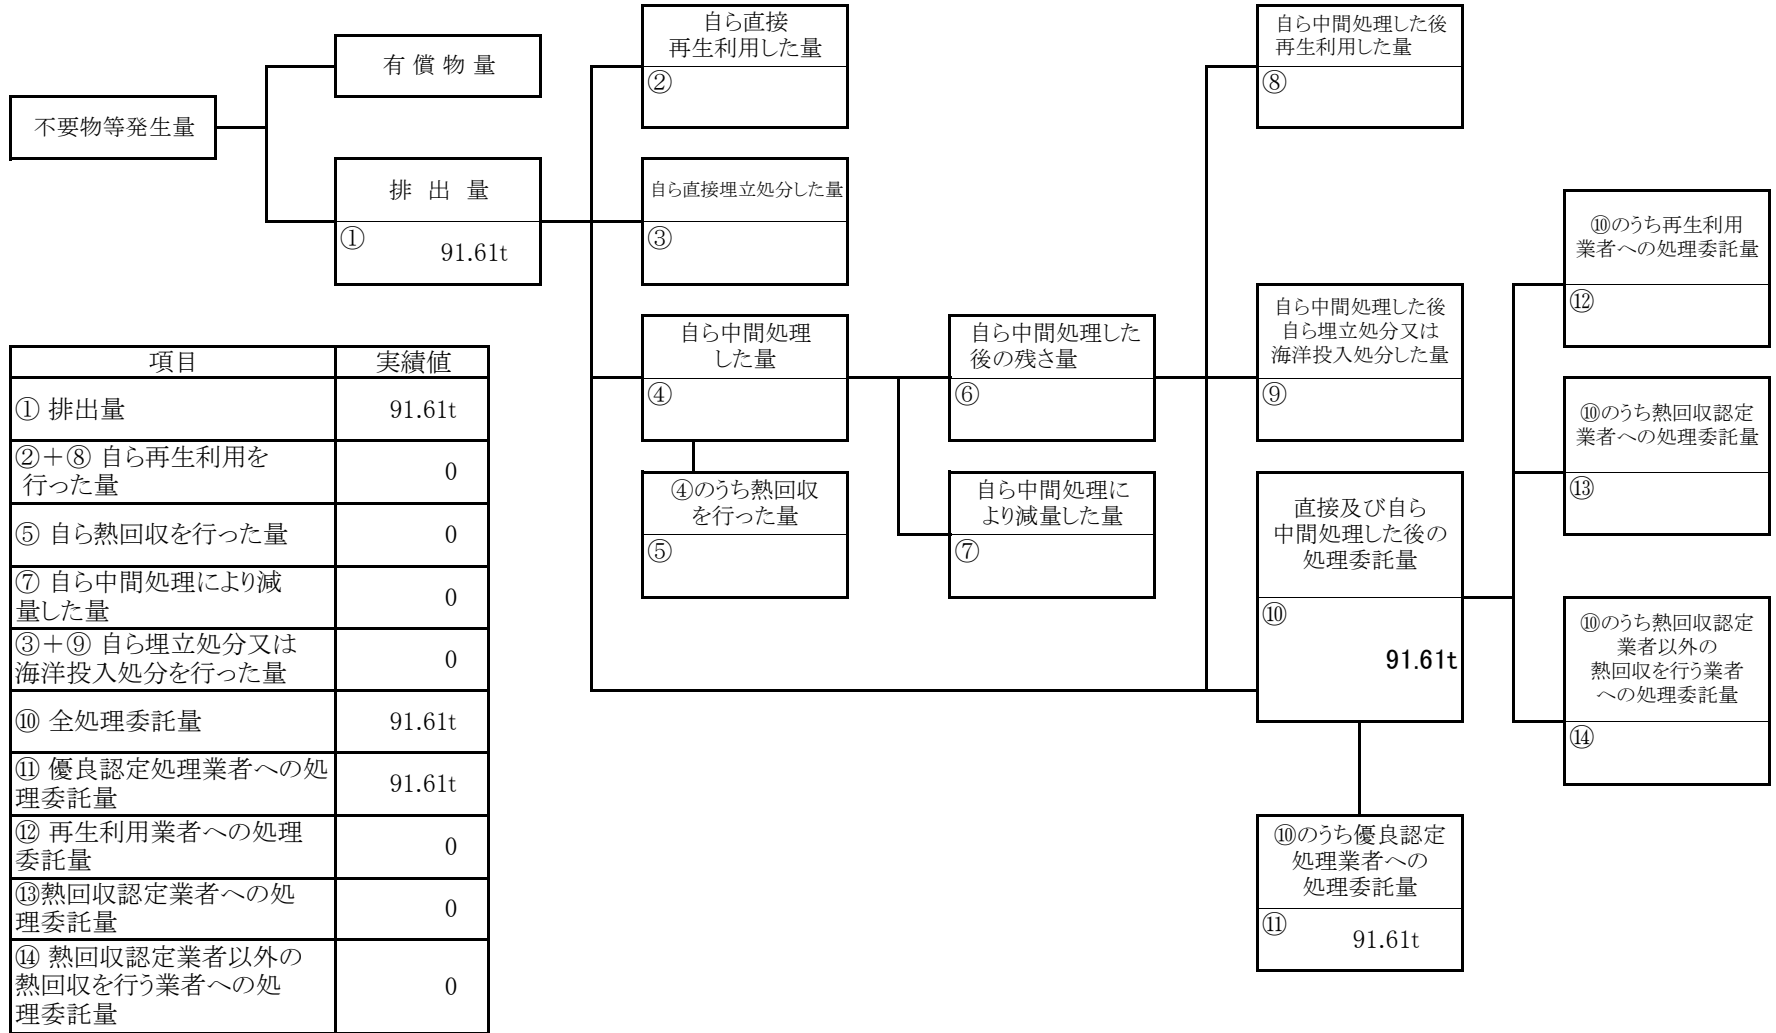 自ら直接
再生利用した量
②
自ら中間処理した後
再生利用した量
⑧
有 償 物 量
不要物等発生量
排 出 量
① 91.61t
自ら直接埋立処分した量
③
⑩のうち再生利用
業者への処理委託量
⑫
自ら中間処理
した量
④
自ら中間処理した
後の残さ量
⑥
自ら中間処理した後
自ら埋立処分又は
海洋投入処分した量
⑨
⑩のうち熱回収認定
業者への処理委託量
⑬
④のうち熱回収
を行った量
⑤
自ら中間処理に
より減量した量
⑦
直接及び自ら
中間処理した後の
処理委託量
⑩
91.61t
⑩のうち熱回収認定
業者以外の
熱回収を行う業者
への処理委託量
⑭
⑩のうち優良認定
処理業者への
処理委託量
⑪ 91.61t
項目 実績値
① 排出量 91.61t
②+⑧ 自ら再生利用を
行った量 0
⑤ 自ら熱回収を行った量 0
⑦ 自ら中間処理により減
量した量 0
③+⑨ 自ら埋立処分又は
海洋投入処分を行った量 0
⑩ 全処理委託量 91.61t
⑪ 優良認定処理業者への処
理委託量 91.61t
⑫ 再生利用業者への処理
委託量 0
⑬熱回収認定業者への処
理委託量 0
⑭ 熱回収認定業者以外の
熱回収を行う業者への処
理委託量 0